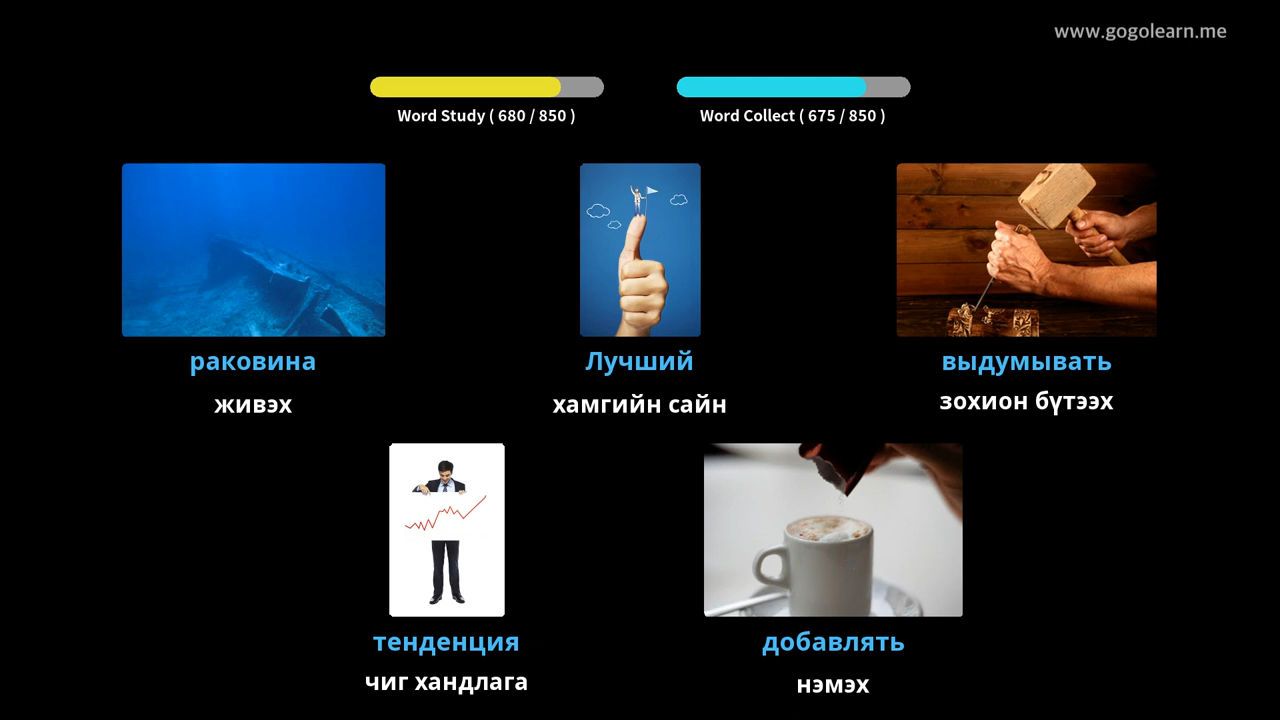 www.gogolearn.me
Word Study ( 680 / 850 )
Word Collect ( 675 / 850 )
раковина
живэх
Лучший
хамгийн сайн
выдумывать
зохион бүтээх
тенденция
чиг хандлага
добавлять
нэмэх